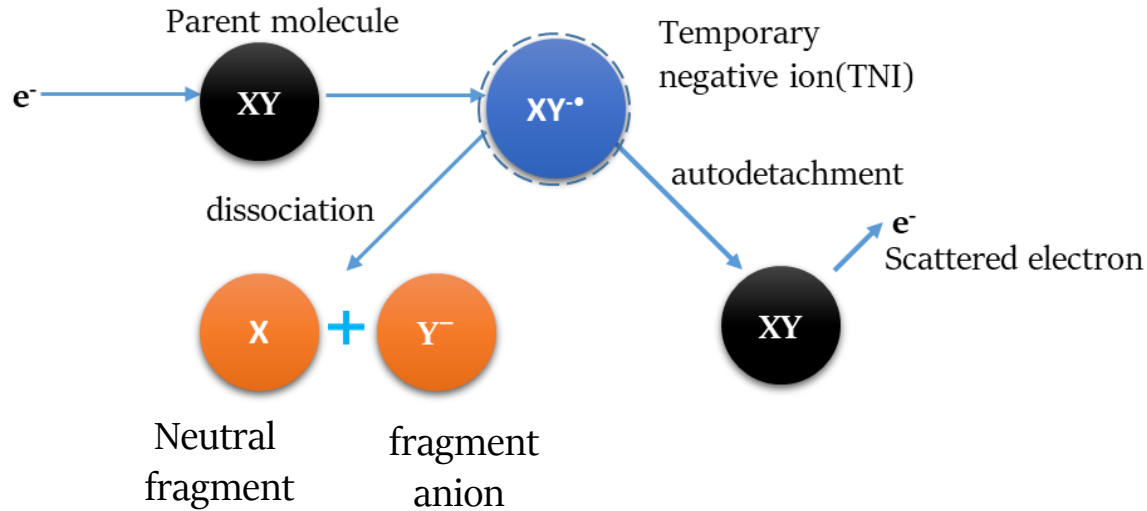 Parent molecule
e-
XY
XY-•
Temporary
negative ion(TNI)
dissociation
autodetachment
e-
Scattered electron
X
+
Y−
XY
Neutral
fragment
fragment
anion